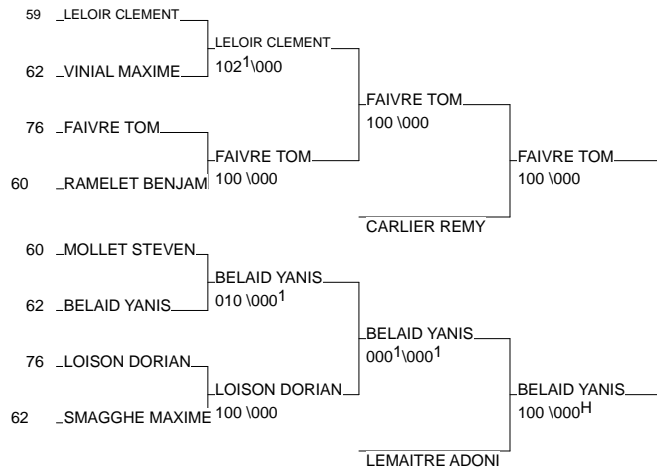 59 LELOIR CLEMENT
LELOIR CLEMENT
102¹\000
62 VINIAL MAXIME
FAIVRE TOM
100 \000
76 FAIVRE TOM
FAIVRE TOM
100 \000
FAIVRE TOM
100 \000
60 RAMELET BENJAM
CARLIER REMY
60 MOLLET STEVEN
BELAID YANIS
010 \000¹
62 BELAID YANIS
BELAID YANIS
000¹\000¹
76 LOISON DORIAN
LOISON DORIAN
100 \000
BELAID YANIS
100 \000ᴴ
62 SMAGGHE MAXIME
LEMAITRE ADONI